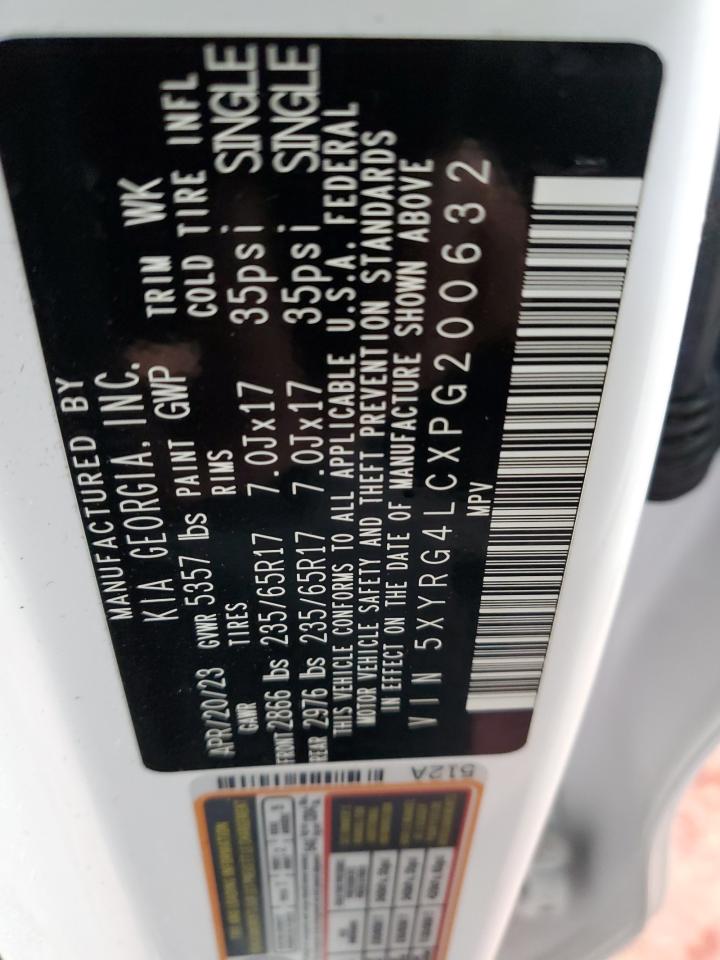 MANUFACTURED BY
KIA GEORGIA, INC.
APR/20/23 GVWR 5357 lbs PAINT GWP TRIM WK
GAWR TIRES RIMS COLD TIRE INFL
FRONT 2866 lbs 235/65R17 7.0Jx17 35psi SINGLE
REAR 2976 lbs 235/65R17 7.0Jx17 35psi SINGLE
THIS VEHICLE CONFORMS TO ALL APPLICABLE U.S.A. FEDERAL
MOTOR VEHICLE SAFETY AND THEFT PREVENTION STANDARDS
IN EFFECT ON THE DATE OF MANUFACTURE SHOWN ABOVE
VIN 5XYRG4LCXPG200632
MPV
512A